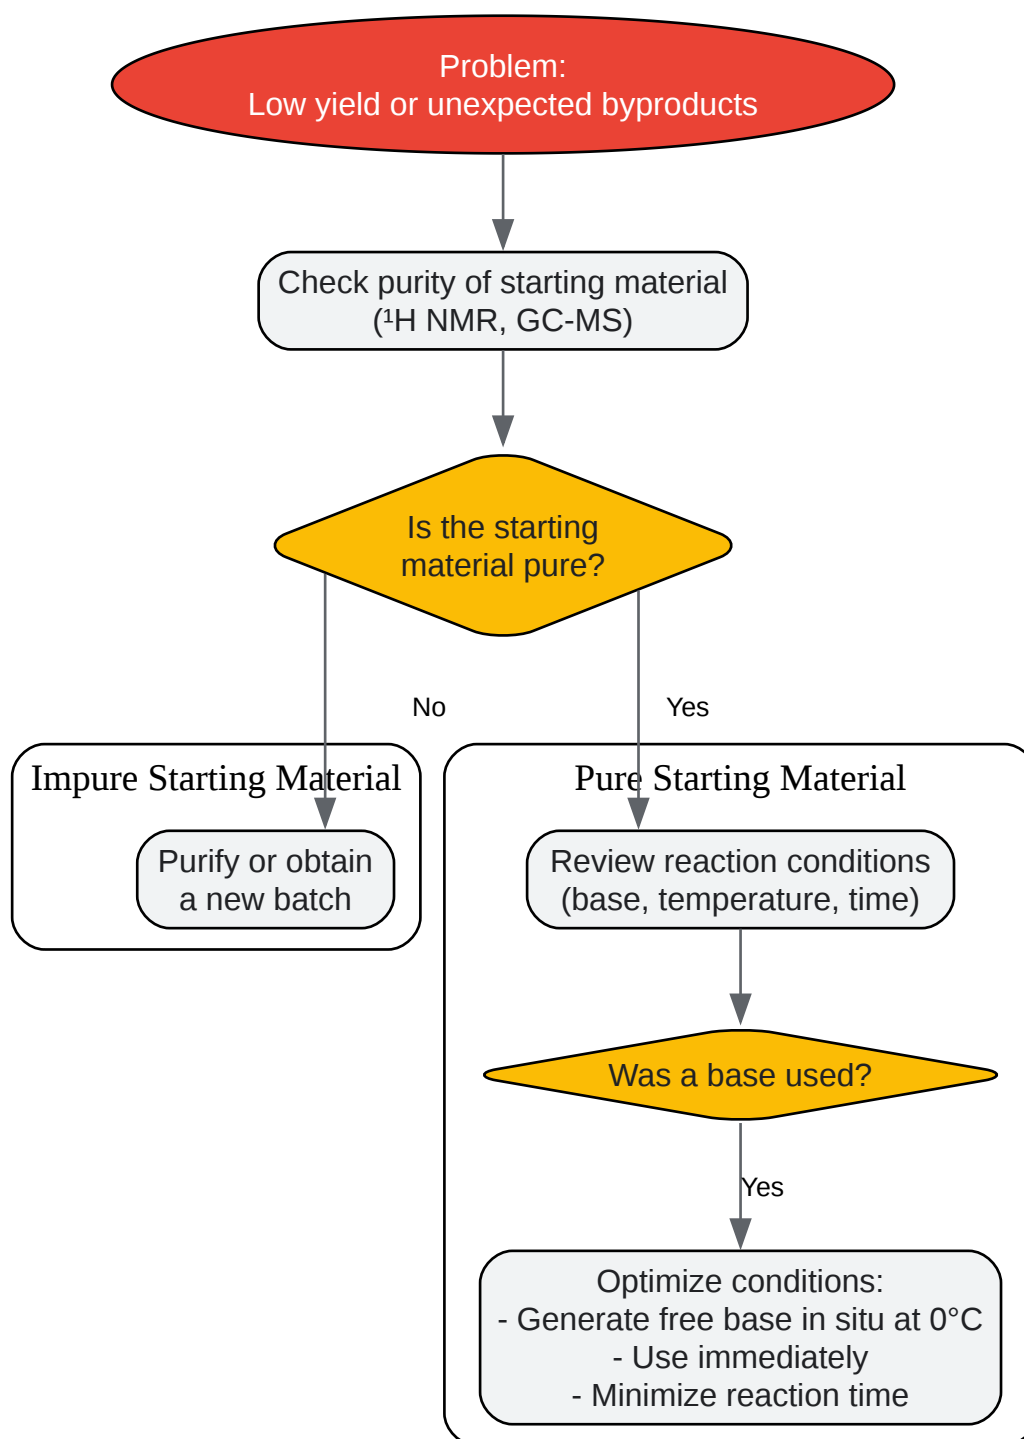 Problem:
Low yield or unexpected byproducts
Check purity of starting material
(¹H NMR, GC-MS)
Is the starting
material pure?
No
Yes
Impure Starting Material
Pure Starting Material
Purify or obtain
a new batch
Review reaction conditions
(base, temperature, time)
Was a base used?
Yes
Optimize conditions:
- Generate free base in situ at 0°C
- Use immediately
- Minimize reaction time